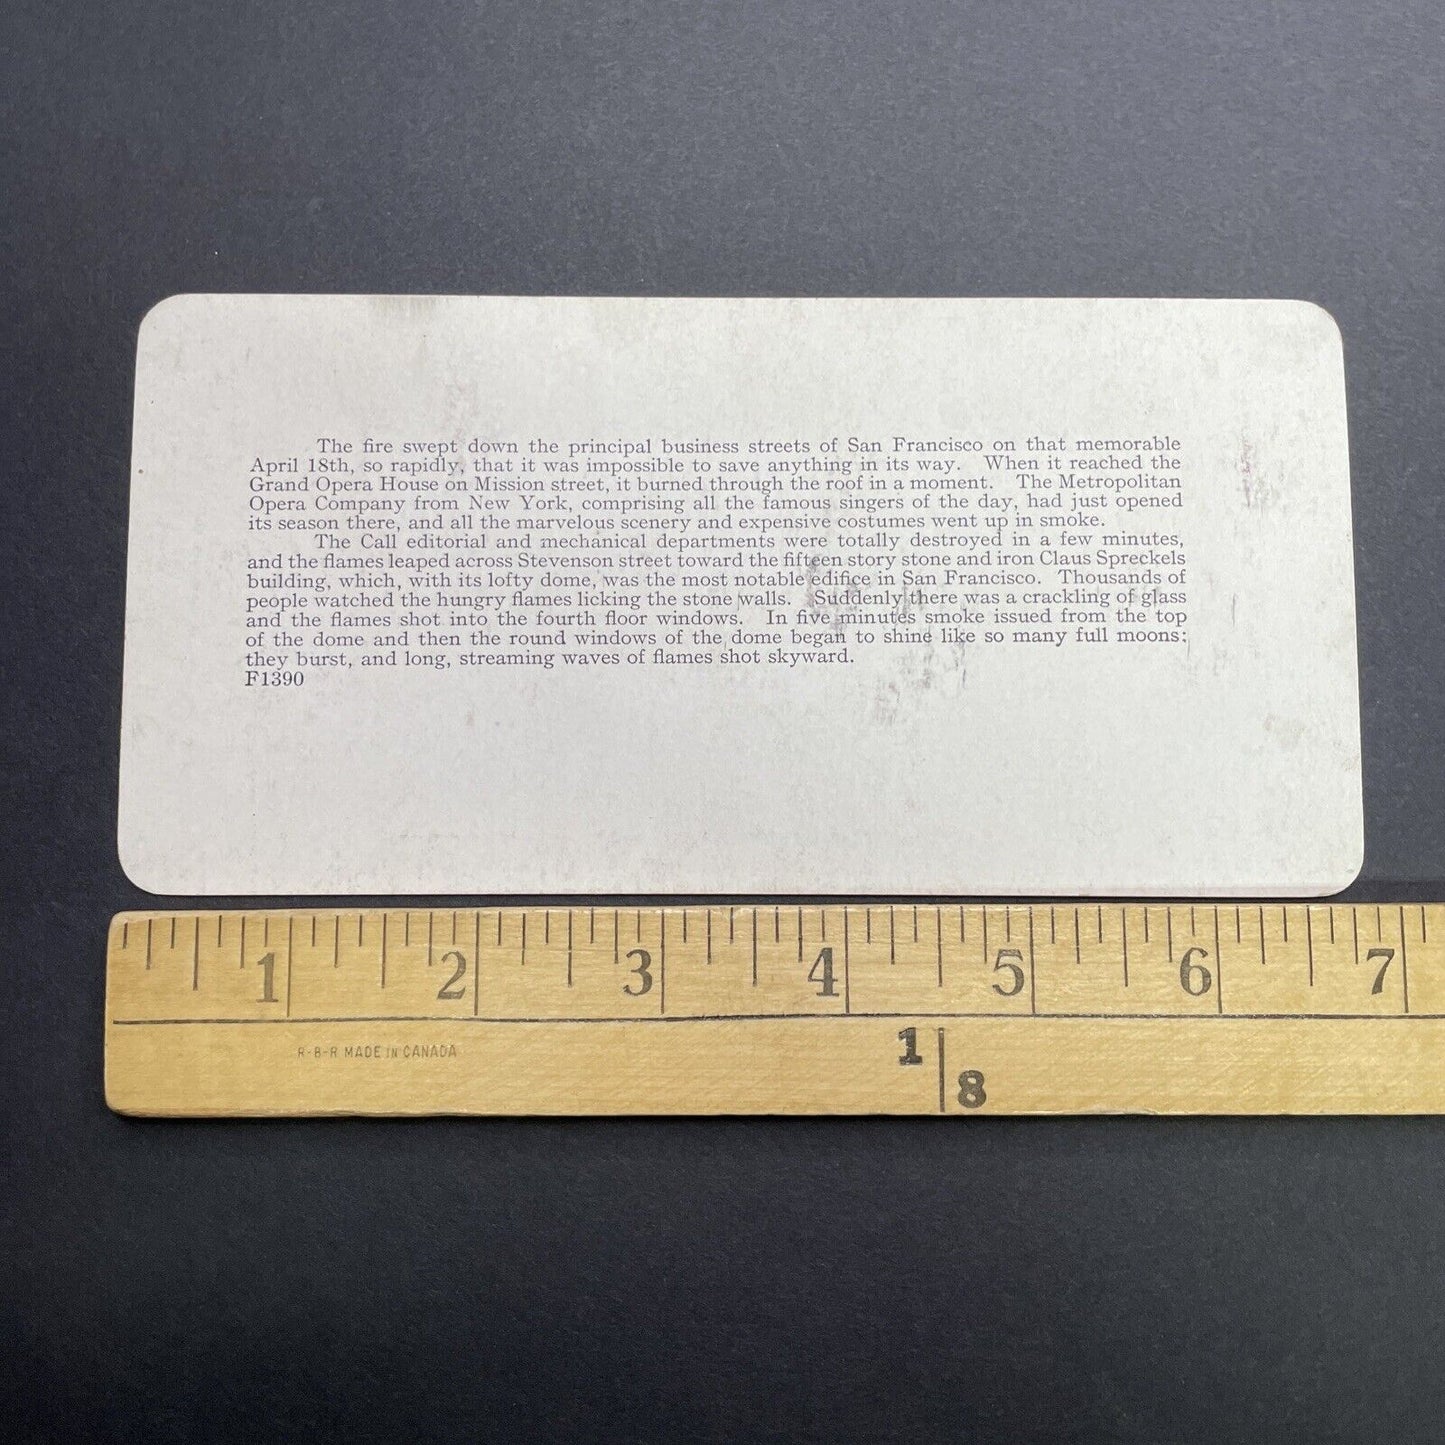 The fire swept down the principal business streets of San Francisco on that memorable
April 18th, so rapidly, that it was impossible to save anything in its way. When it reached the
Grand Opera House on Mission street, it burned through the roof in a moment. The Metropolitan
Opera Company from New York, comprising all the famous singers of the day, had just opened
its season there, and all the marvelous scenery and expensive costumes went up in smoke.
The Call editorial and mechanical departments were totally destroyed in a few minutes,
and the flames leaped across Stevenson street toward the fifteen story stone and iron Claus Spreckels
building, which, with its lofty dome, was the most notable edifice in San Francisco. Thousands of
people watched the hungry flames licking the stone walls. Suddenly there was a crackling of glass
and the flames shot into the fourth floor windows. In five minutes smoke issued from the top
of the dome and then the round windows of the dome began to shine like so many full moons;
they burst, and long, streaming waves of flames shot skyward.
F1390
1 2 3 4 5 6 7
R-B-R MADE IN CANADA
1 8